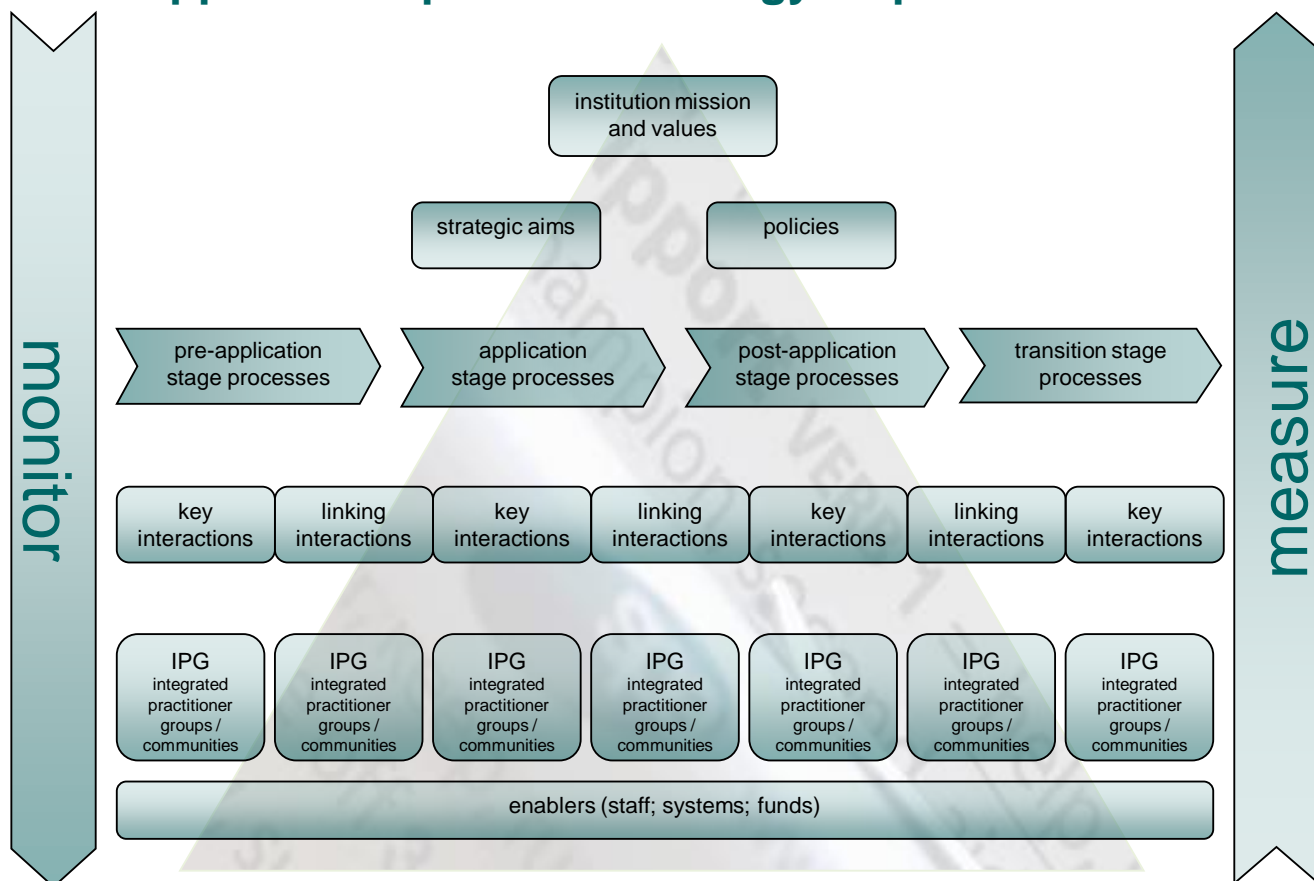 monitor
measure
institution mission
and values
strategic aims
policies
pre-application
stage processes
application
stage processes
post-application
stage processes
transition stage
processes
key
interactions
linking
interactions
key
interactions
linking
interactions
key
interactions
linking
interactions
key
interactions
IPG
integrated
practitioner
groups /
communities
IPG
integrated
practitioner
groups /
communities
IPG
integrated
practitioner
groups /
communities
IPG
integrated
practitioner
groups /
communities
IPG
integrated
practitioner
groups /
communities
IPG
integrated
practitioner
groups /
communities
IPG
integrated
practitioner
groups /
communities
enablers (staff; systems; funds)
VERB 1